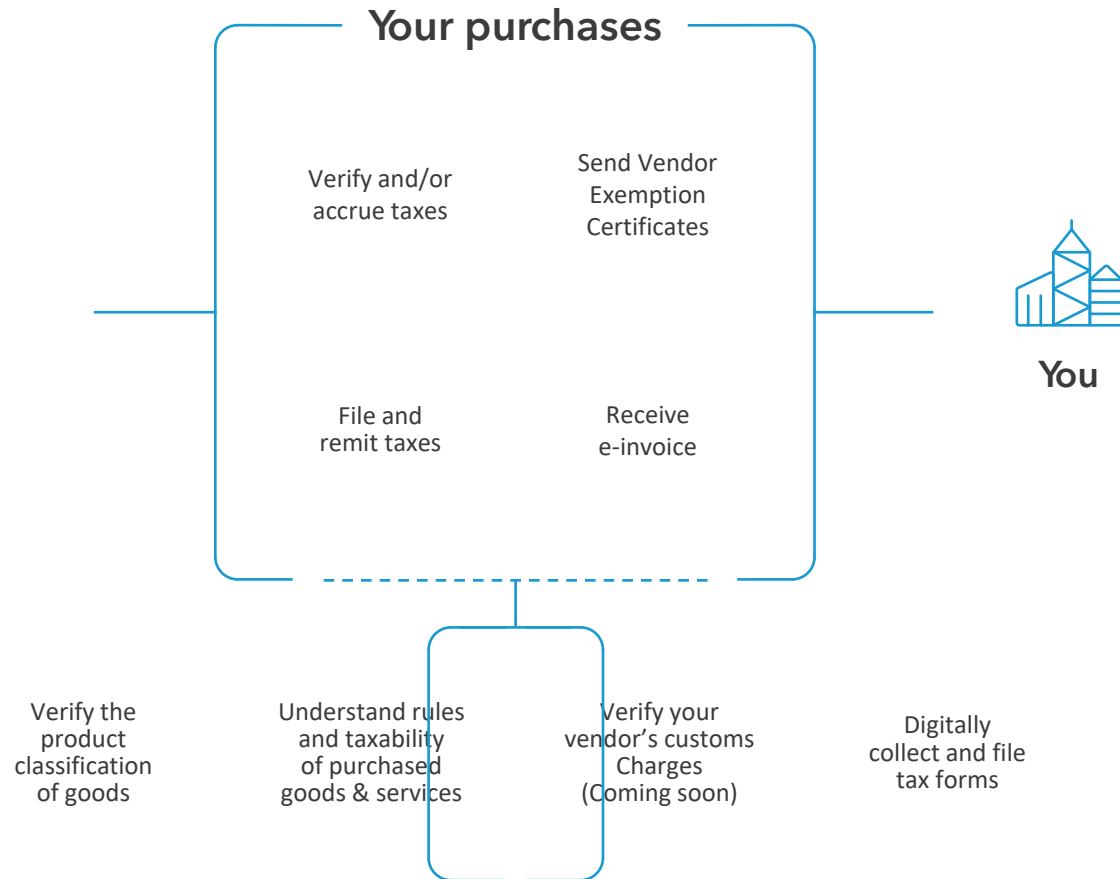 Your purchases
Verify and/or
accrue taxes
Send Vendor
Exemption
Certificates
You
File and
remit taxes
Receive
e-invoice
Verify the
product
classification
of goods
Understand rules
and taxability
of purchased
goods & services
Verify your
vendor’s customs
Charges
(Coming soon)
Digitally
collect and file
tax forms